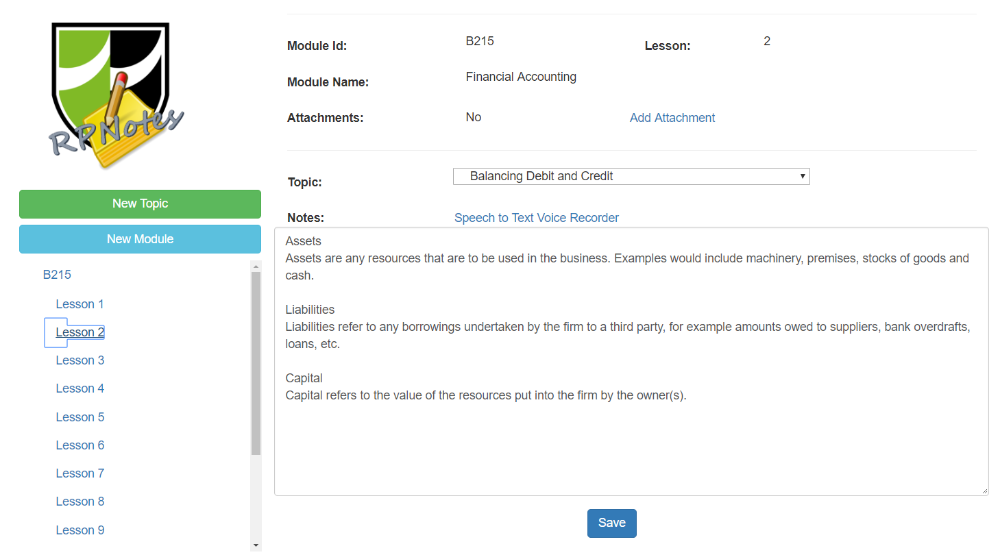 RPNotes
New Topic
New Module
B215
Lesson 1
Lesson 2
Lesson 3
Lesson 4
Lesson 5
Lesson 6
Lesson 7
Lesson 8
Lesson 9
Module Id: B215 Lesson: 2
Module Name: Financial Accounting
Attachments: No Add Attachment
Topic: Balancing Debit and Credit
Notes: Speech to Text Voice Recorder
Assets
Assets are any resources that are to be used in the business. Examples would include machinery, premises, stocks of goods and
cash.
Liabilities
Liabilities refer to any borrowings undertaken by the firm to a third party, for example amounts owed to suppliers, bank overdrafts,
loans, etc.
Capital
Capital refers to the value of the resources put into the firm by the owner(s).
Save